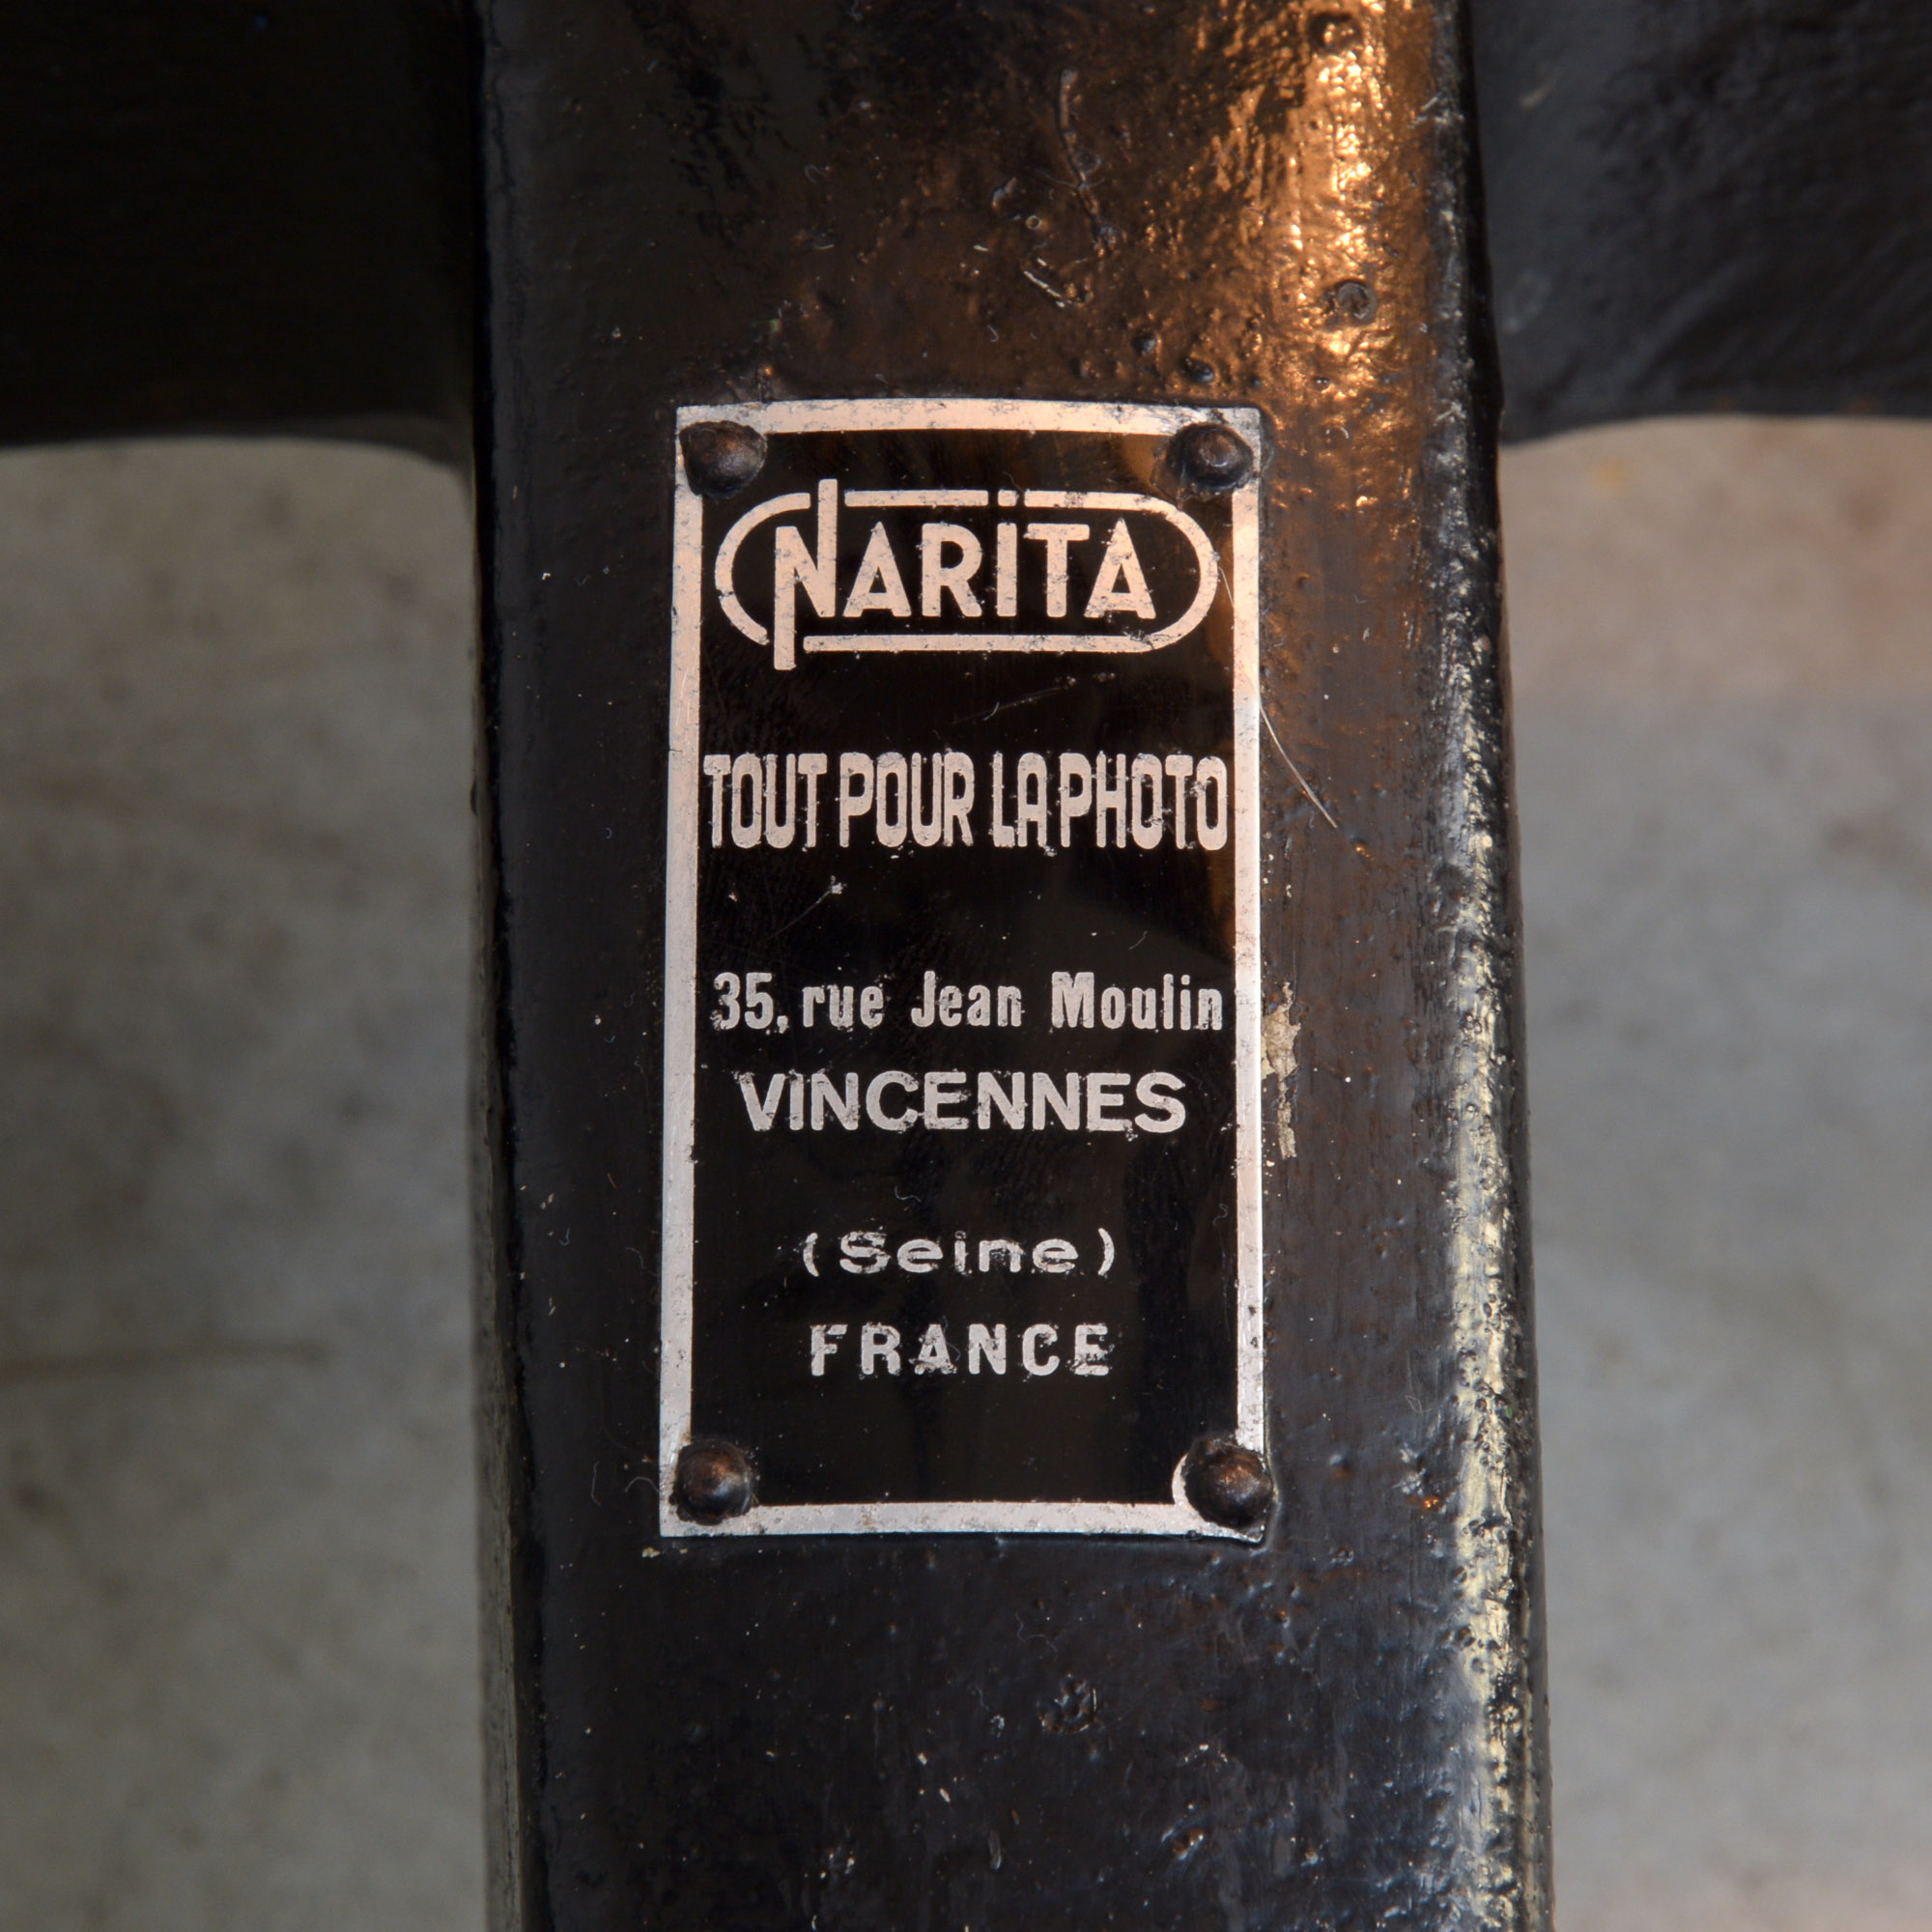 NARiTA
TOUT POUR LA PHOTO
35, rue Jean Moulin
VINCENNES
(Seine)
FRANCE